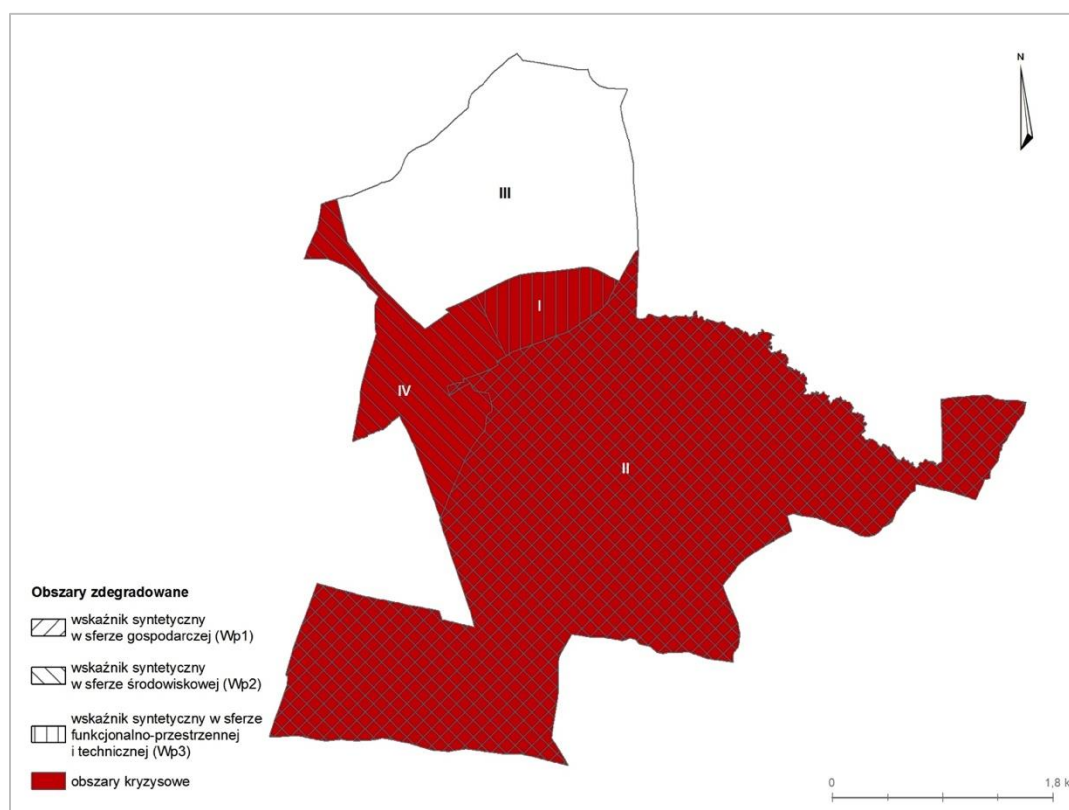 N
III
I
IV
II
Obszary zdegradowane
wskaźnik syntetyczny
w sferze gospodarczej (Wp1)
wskaźnik syntetyczny
w sferze środowiskowej (Wp2)
wskaźnik syntetyczny w sferze
funkcjonalno-przestrzennej
i technicznej (Wp3)
obszary kryzysowe
0 1,8 k